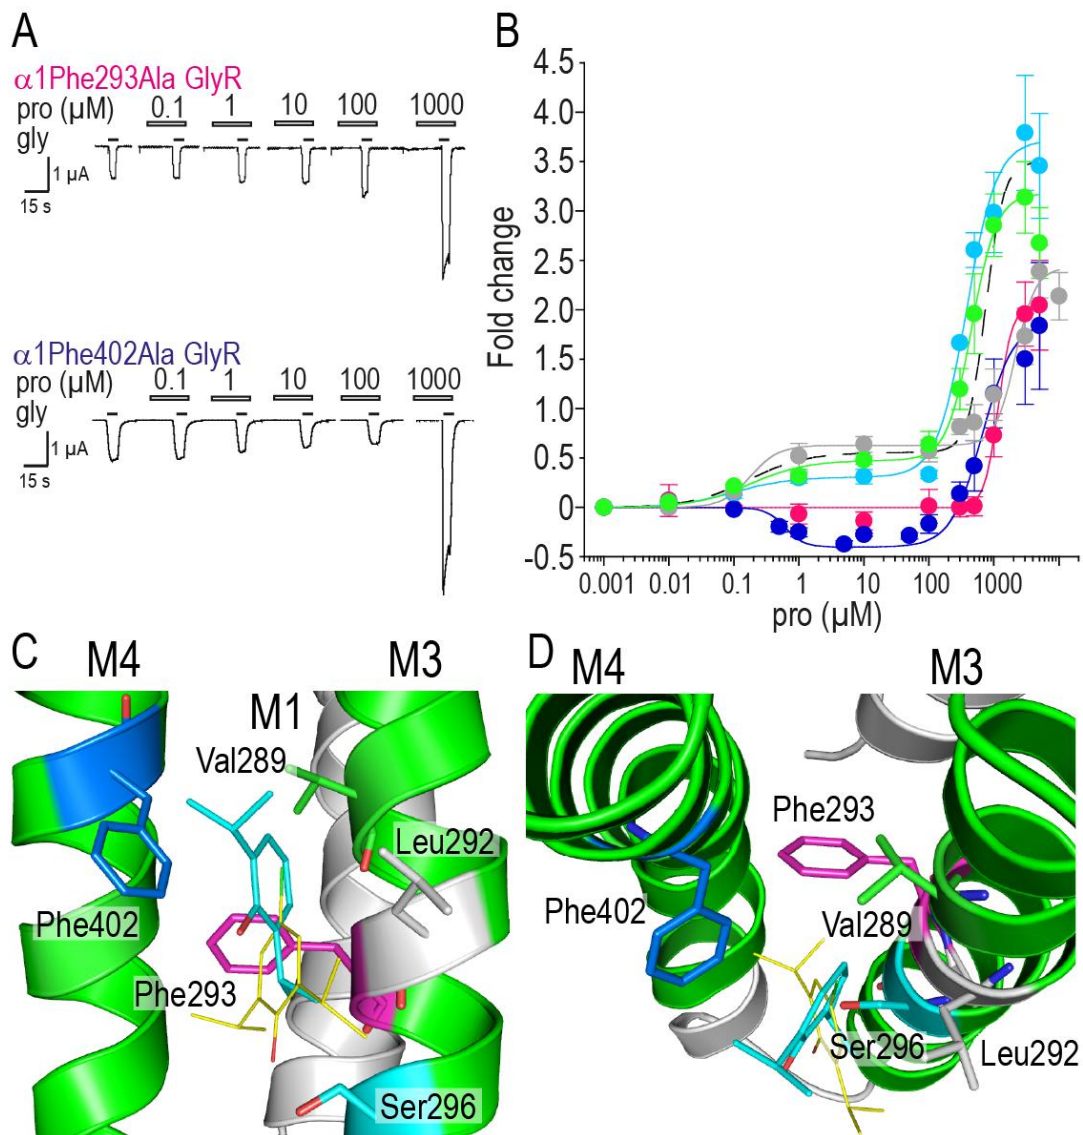 A
α1Phe293Ala GlyR
pro (µM) 0.1 1 10 100 1000
gly
1 µA
15 s
α1Phe402Ala GlyR
pro (µM) 0.1 1 10 100 1000
gly
1 µA
15 s
B
4.5
4.0
3.5
3.0
2.5
2.0
1.5
1.0
0.5
0
-0.5
Fold change
0.001 0.01 0.1 1 10 100 1000
pro (µM)
C M4 M3
M1
Val289
Leu292
Phe402
Phe293
Ser296
D M4 M3
Phe293
Phe402
Val289
Ser296
Leu292